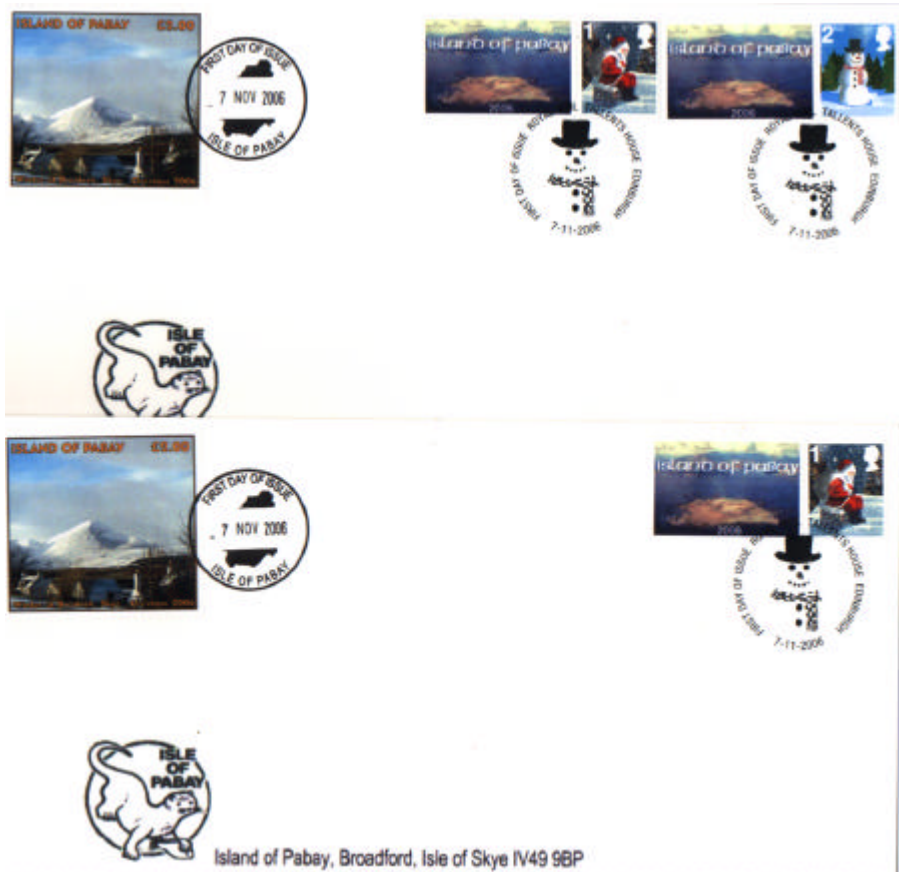 ISLAND OF PABAY £3.00
FIRST DAY OF ISSUE
7 NOV 2006
ISLE OF PABAY
Island of Pabay
2006
1
Island of Pabay
2006
2
FIRST DAY OF ISSUE ROYAL TALLENTS HOUSE EDINBURGH
7-11-2006
FIRST DAY OF ISSUE ROYAL TALLENTS HOUSE EDINBURGH
7-11-2006
ISLE
OF
PABAY
ISLAND OF PABAY
FIRST DAY OF ISSUE
7 NOV 2006
ISLE OF PABAY
Island of Pabay
2006
1
FIRST DAY OF ISSUE TALLENTS HOUSE EDINBURGH
7-11-2006
ISLE
OF
PABAY
Island of Pabay, Broadford, Isle of Skye IV49 9BP